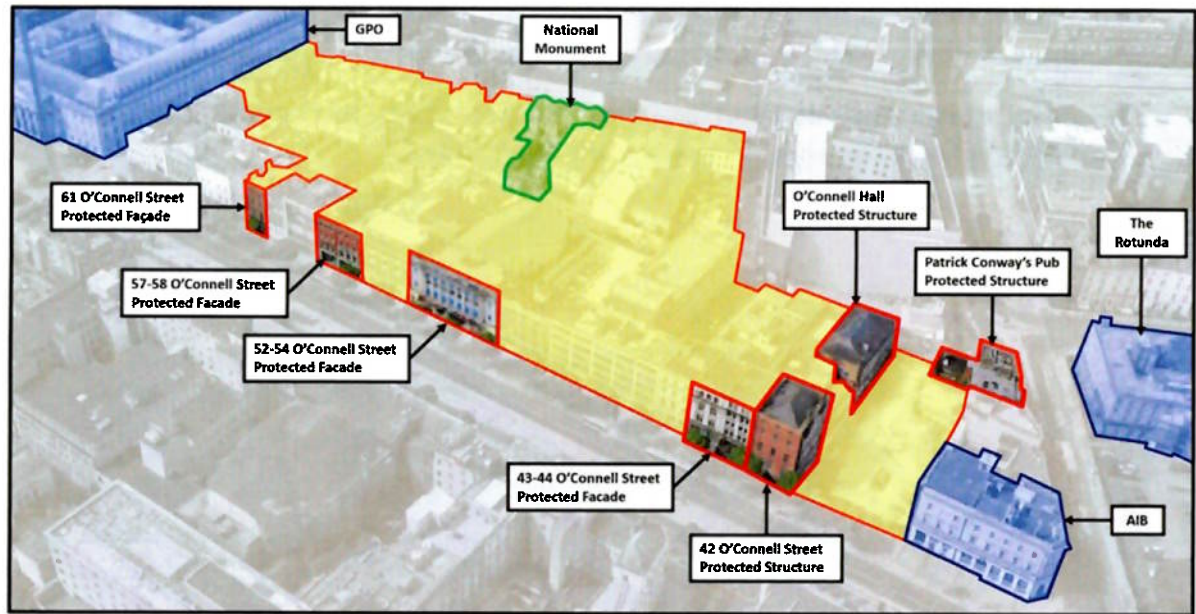 GPO
National
Monument
61 O'Connell Street
Protected Façade
O'Connell Hall
Protected Structure
The
Rotunda
57-58 O'Connell Street
Protected Facade
Patrick Conway's Pub
Protected Structure
52-54 O'Connell Street
Protected Facade
43-44 O'Connell Street
Protected Facade
42 O'Connell Street
Protected Structure
AIB